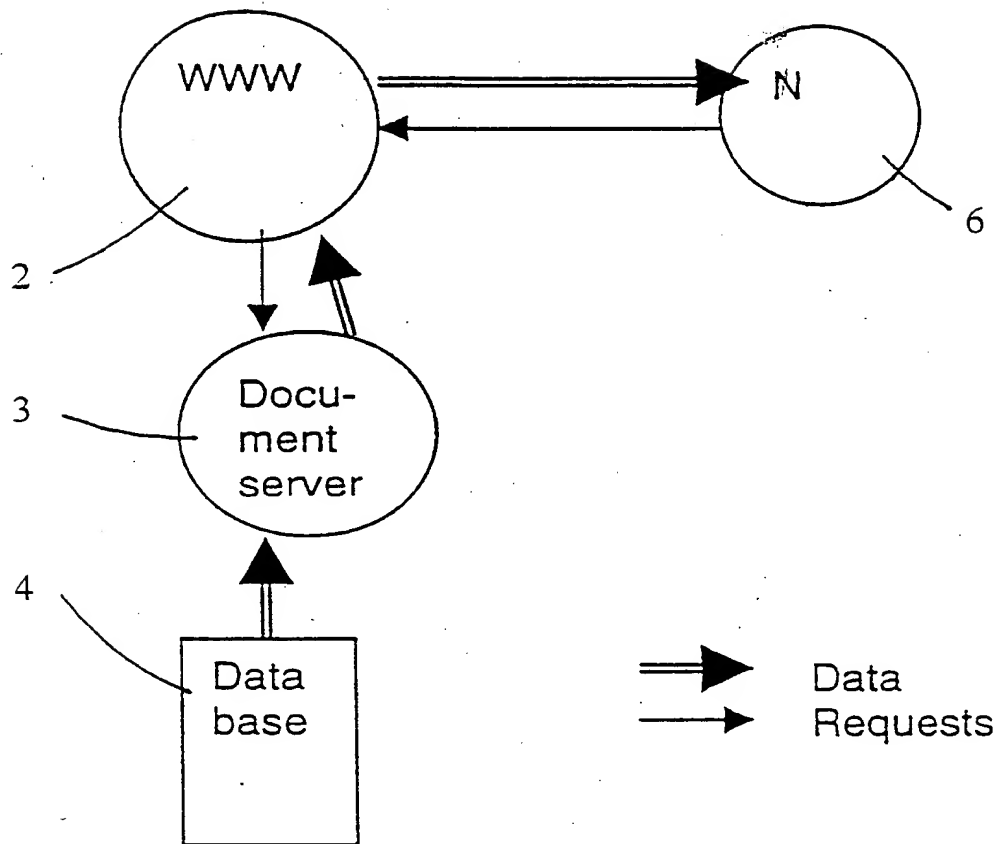 WWW
N
6
2
Docu-
ment
server
3
4
Data
base
Data
Requests